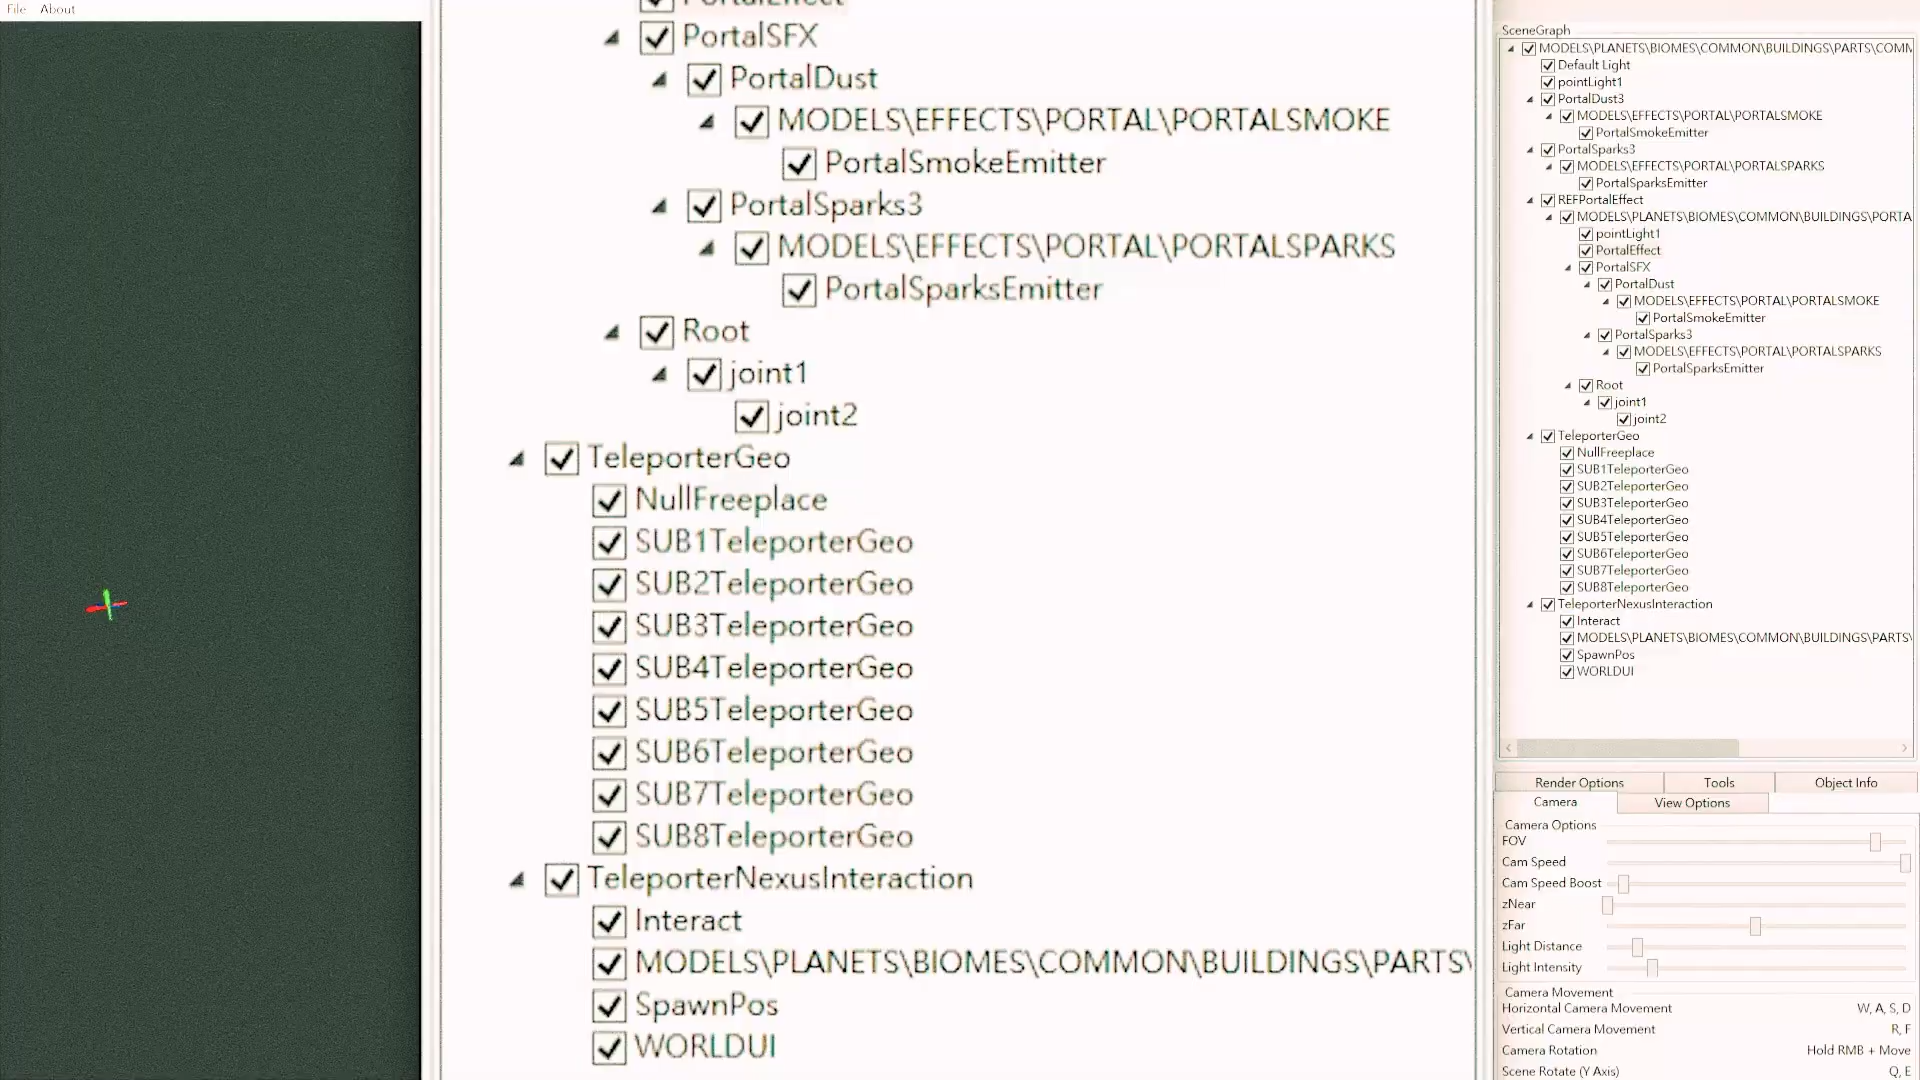 File About
PortalEffect
PortalSFX
PortalDust
MODELS\EFFECTS\PORTAL\PORTALSMOKE
PortalSmokeEmitter
PortalSparks3
MODELS\EFFECTS\PORTAL\PORTALSPARKS
PortalSparksEmitter
Root
joint1
joint2
TeleporterGeo
NullFreeplace
SUB1TeleporterGeo
SUB2TeleporterGeo
SUB3TeleporterGeo
SUB4TeleporterGeo
SUB5TeleporterGeo
SUB6TeleporterGeo
SUB7TeleporterGeo
SUB8TeleporterGeo
TeleporterNexusInteraction
Interact
MODELS\PLANETS\BIOMES\COMMON\BUILDINGS\PARTS\
SpawnPos
WORLDUI
SceneGraph
MODELS\PLANETS\BIOMES\COMMON\BUILDINGS\PARTS\COMM
Default Light
pointLight1
PortalDust3
MODELS\EFFECTS\PORTAL\PORTALSMOKE
PortalSmokeEmitter
PortalSparks3
MODELS\EFFECTS\PORTAL\PORTALSPARKS
PortalSparksEmitter
REFPortalEffect
MODELS\PLANETS\BIOMES\COMMON\BUILDINGS\PORTA
pointLight1
PortalEffect
PortalSFX
PortalDust
MODELS\EFFECTS\PORTAL\PORTALSMOKE
PortalSmokeEmitter
PortalSparks3
MODELS\EFFECTS\PORTAL\PORTALSPARKS
PortalSparksEmitter
Root
joint1
joint2
TeleporterGeo
NullFreeplace
SUB1TeleporterGeo
SUB2TeleporterGeo
SUB3TeleporterGeo
SUB4TeleporterGeo
SUB5TeleporterGeo
SUB6TeleporterGeo
SUB7TeleporterGeo
SUB8TeleporterGeo
TeleporterNexusInteraction
Interact
MODELS\PLANETS\BIOMES\COMMON\BUILDINGS\PARTS\
SpawnPos
WORLDUI
Render Options Tools Object Info
Camera View Options
Camera Options
FOV
Cam Speed
Cam Speed Boost
zNear
zFar
Light Distance
Light Intensity
Camera Movement
Horizontal Camera Movement W, A, S, D
Vertical Camera Movement R, F
Camera Rotation Hold RMB + Move
Scene Rotate (Y Axis) Q, E